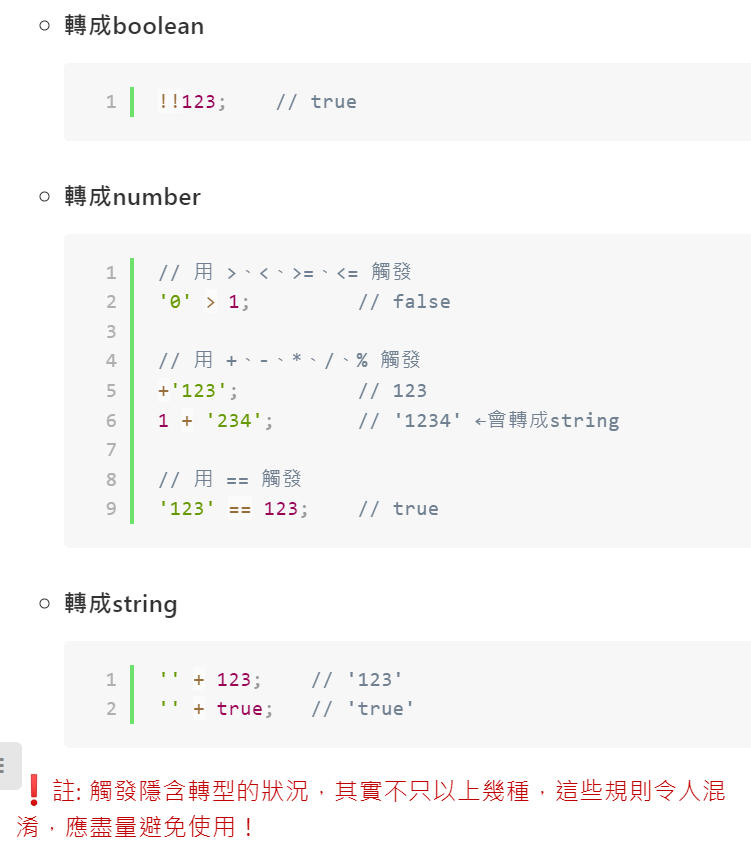 轉成boolean
1 !!123;    // true
轉成number
1 // 用 >、<、>=、<= 觸發
2 '0' > 1;         // false
3
4 // 用 +、-、*、/、% 觸發
5 +'123';          // 123
6 1 + '234';       // '1234' ←會轉成string
7
8 // 用 == 觸發
9 '123' == 123;    // true
轉成string
1 '' + 123;    // '123'
2 '' + true;   // 'true'
❗ 註: 觸發隱含轉型的狀況，其實不只以上幾種，這些規則令人混
淆，應盡量避免使用！